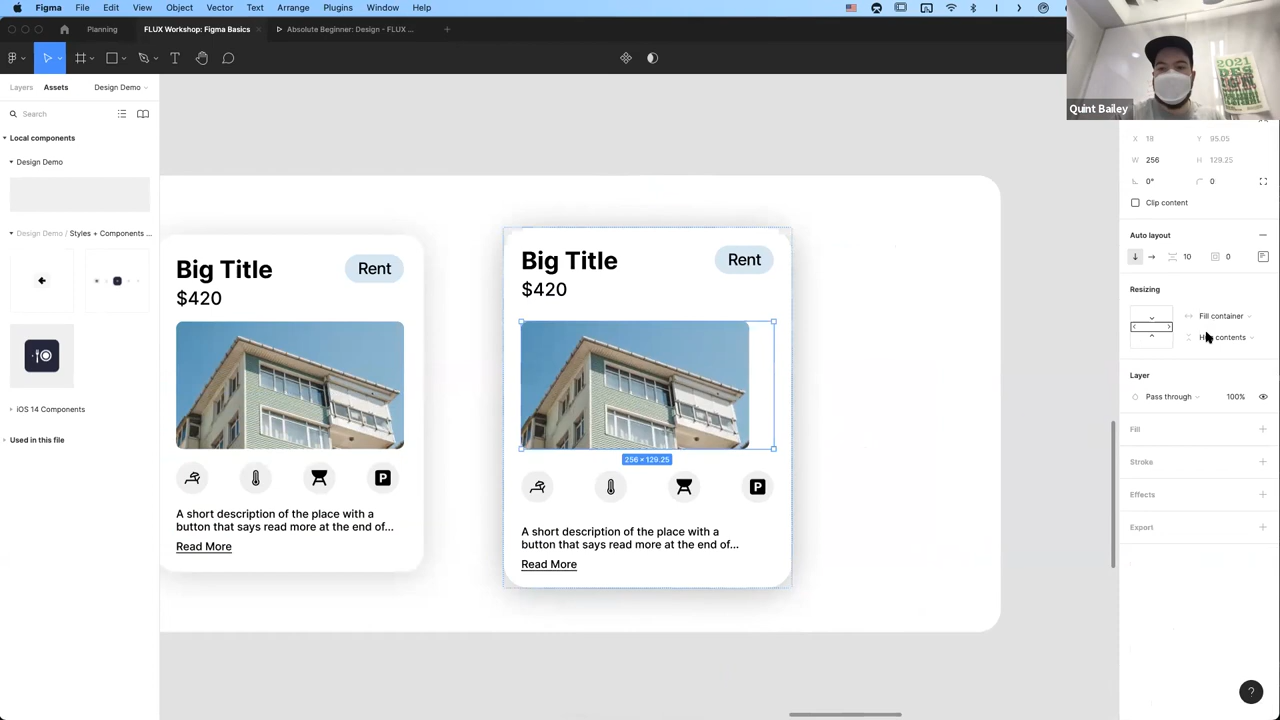 Figma File Edit View Object Vector Text Arrange Plugins Window Help
Planning
FLUX Workshop: Figma Basics
Absolute Beginner: Design - FLUX ...
Layers Assets Design Demo
Search
Local components
Design Demo
Design Demo / Styles + Components ...
iOS 14 Components
Used in this file
Big Title
Rent
$420
A short description of the place with a
button that says read more at the end of...
Read More
Big Title
Rent
$420
256 × 129.25
P
A short description of the place with a
button that says read more at the end of...
Read More
P
2021
Quint Bailey
X 18 Y 95.05
W 256 H 129.25
0° 0
Clip content
Auto layout
10 0
Resizing
Fill container
contents
Layer
Pass through 100%
Fill
Stroke
Effects
Export
?